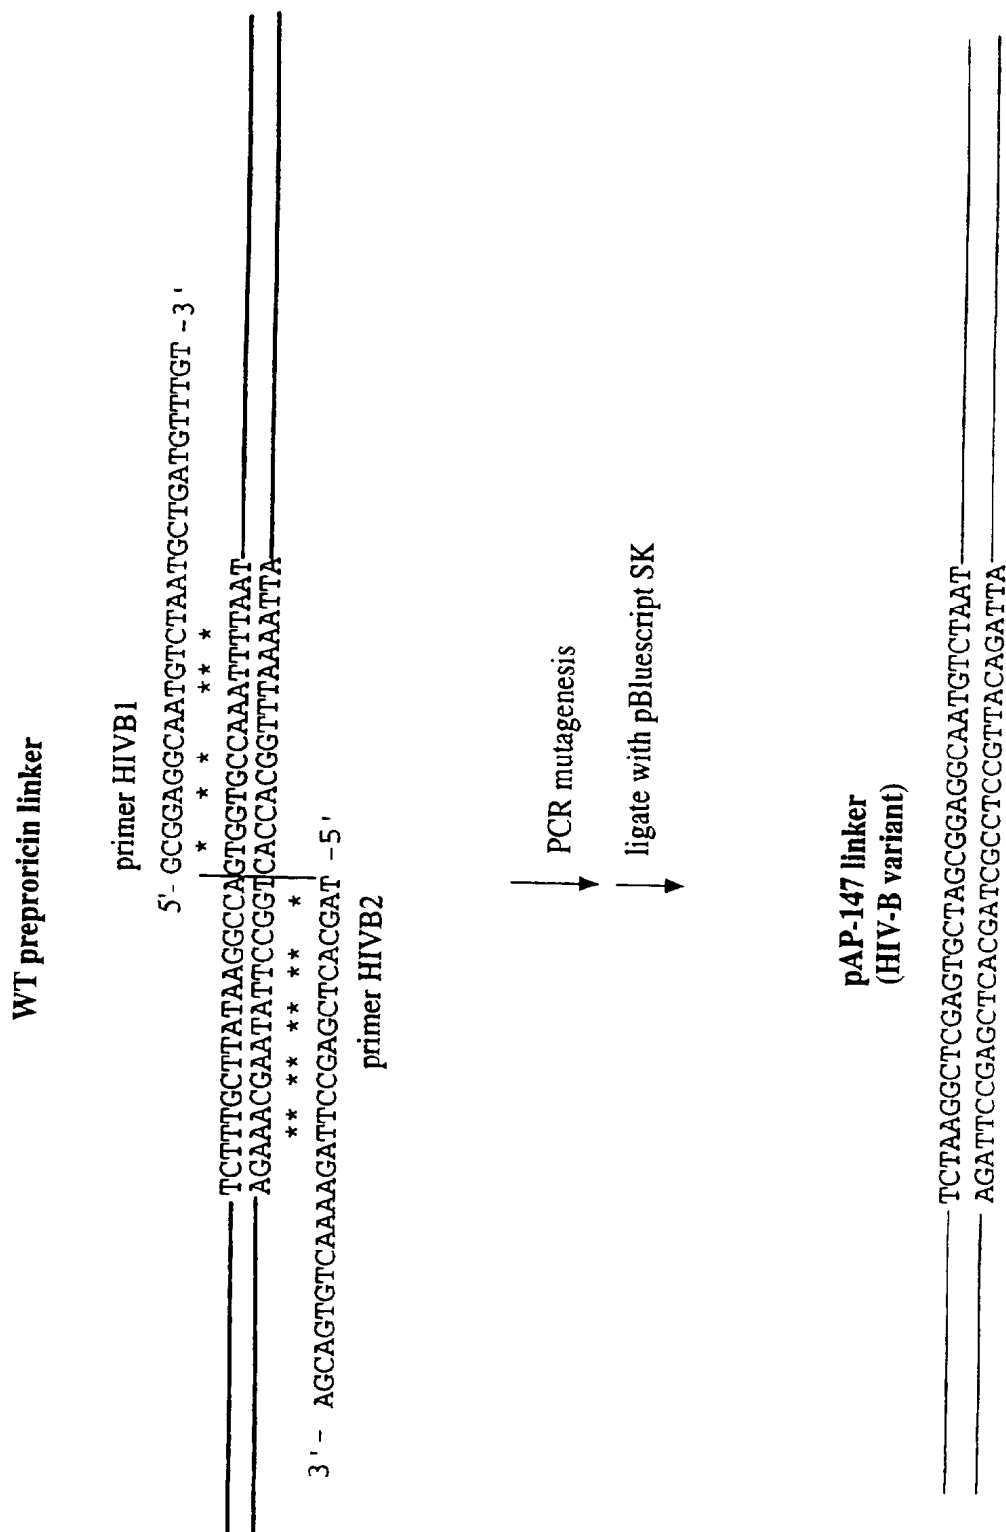 WT preproricin linker
primer HIVB1
5'- GCGGAGGCAATGTCTAATGCTGATGTTTGT -3'
* * * ** *
TCTTTGCTTATAAGGCCAGTGGTGCCAAATTTTAAT
AGAAACGAATATTCCGGTCACCACGGTTTAAAATTA
** ** ** ** *
3'- AGCAGTGTCAAAAGATTCCGAGCTCACGAT -5'
primer HIVB2
PCR mutagenesis
ligate with pBluescript SK
pAP-147 linker
(HIV-B variant)
TCTAAGGCTCGAGTGCTAGCGGAGGCAATGTCTAAT
AGATTCCGAGCTCACGATCGCCTCCGTTACAGATTA